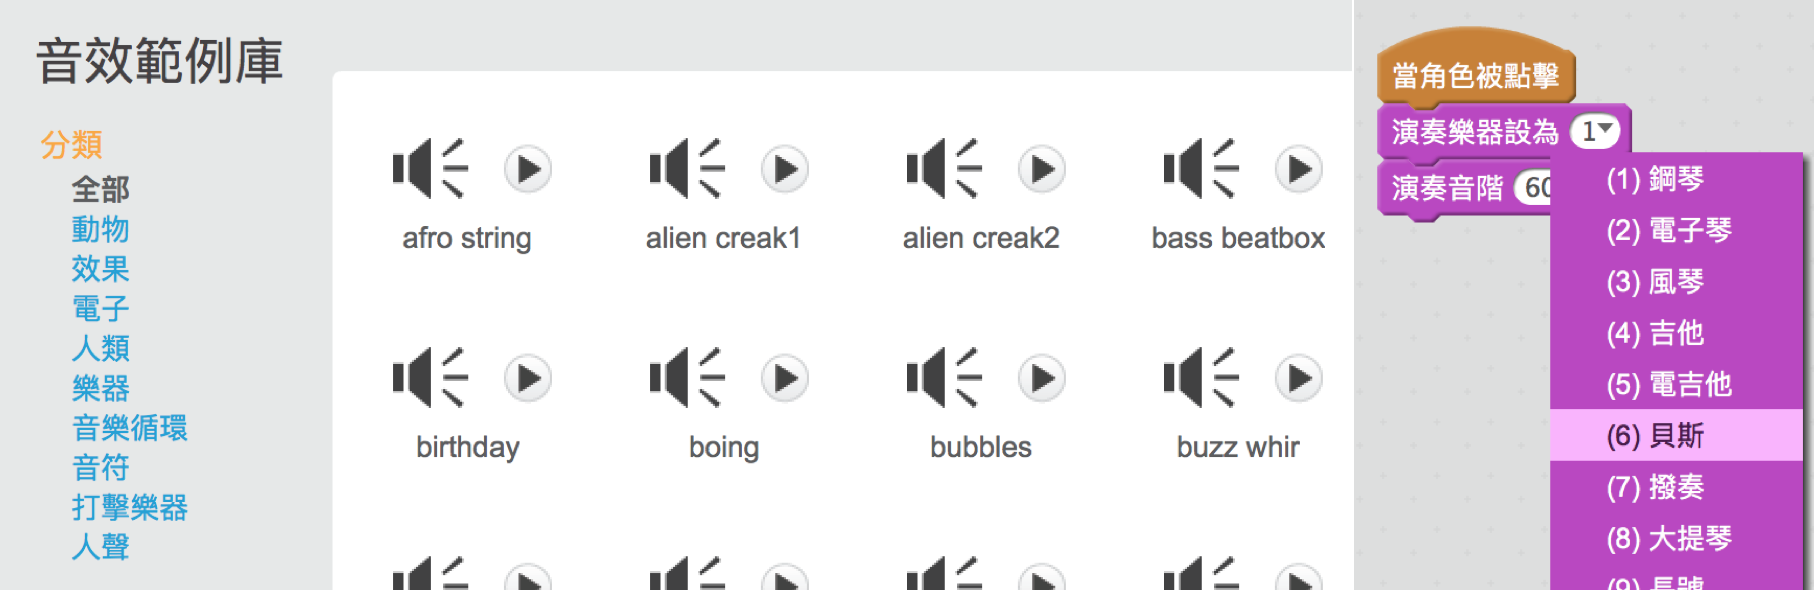 音效範例庫
分類
全部
動物
效果
電子
人類
樂器
音樂循環
音符
打擊樂器
人聲
afro string
alien creak1
alien creak2
bass beatbox
birthday
boing
bubbles
buzz whir
當角色被點擊
演奏樂器設為 1
演奏音階 60
(1) 鋼琴
(2) 電子琴
(3) 風琴
(4) 吉他
(5) 電吉他
(6) 貝斯
(7) 撥奏
(8) 大提琴
(9) 長號